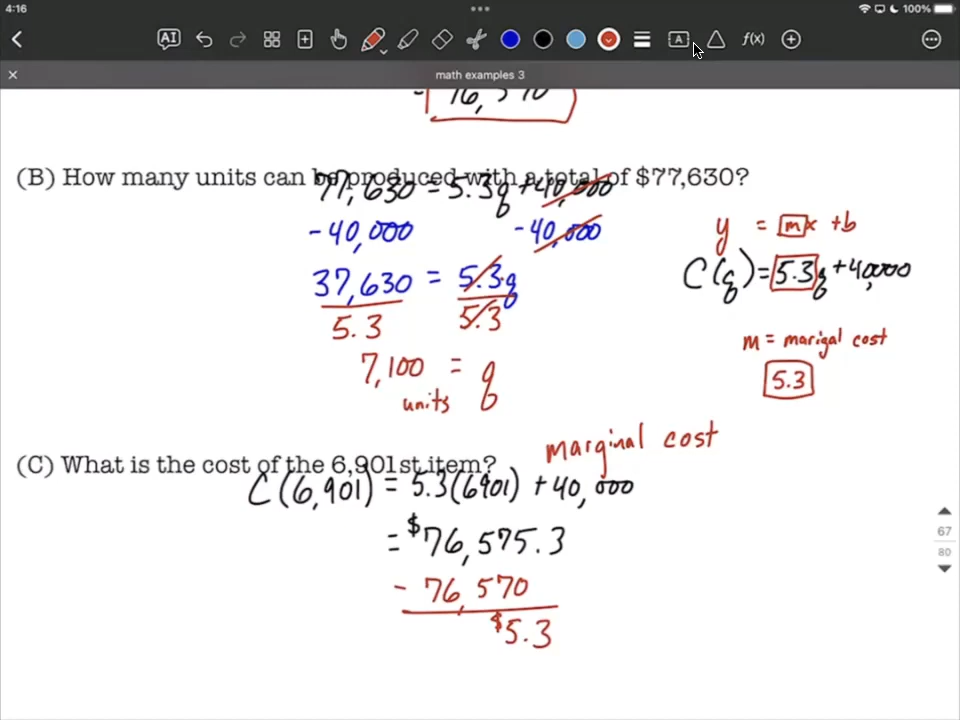 4:16
100%
AI
A
f(x)
math examples 3
76,570
(B) How many units can be produced with a total of $77,630?
77,630 = 5.3q + 40,000
- 40,000 - 40,000
37,630 = 5.3·q
5.3 5.3
7,100 = q
units
y = mx + b
C(q) = 5.3q + 40,000
m = marigal cost
5.3
marginal cost
(C) What is the cost of the 6,901st item?
C(6,901) = 5.3(6901) + 40,000
= $76,575.3
- 76,570
$5.3
67
80